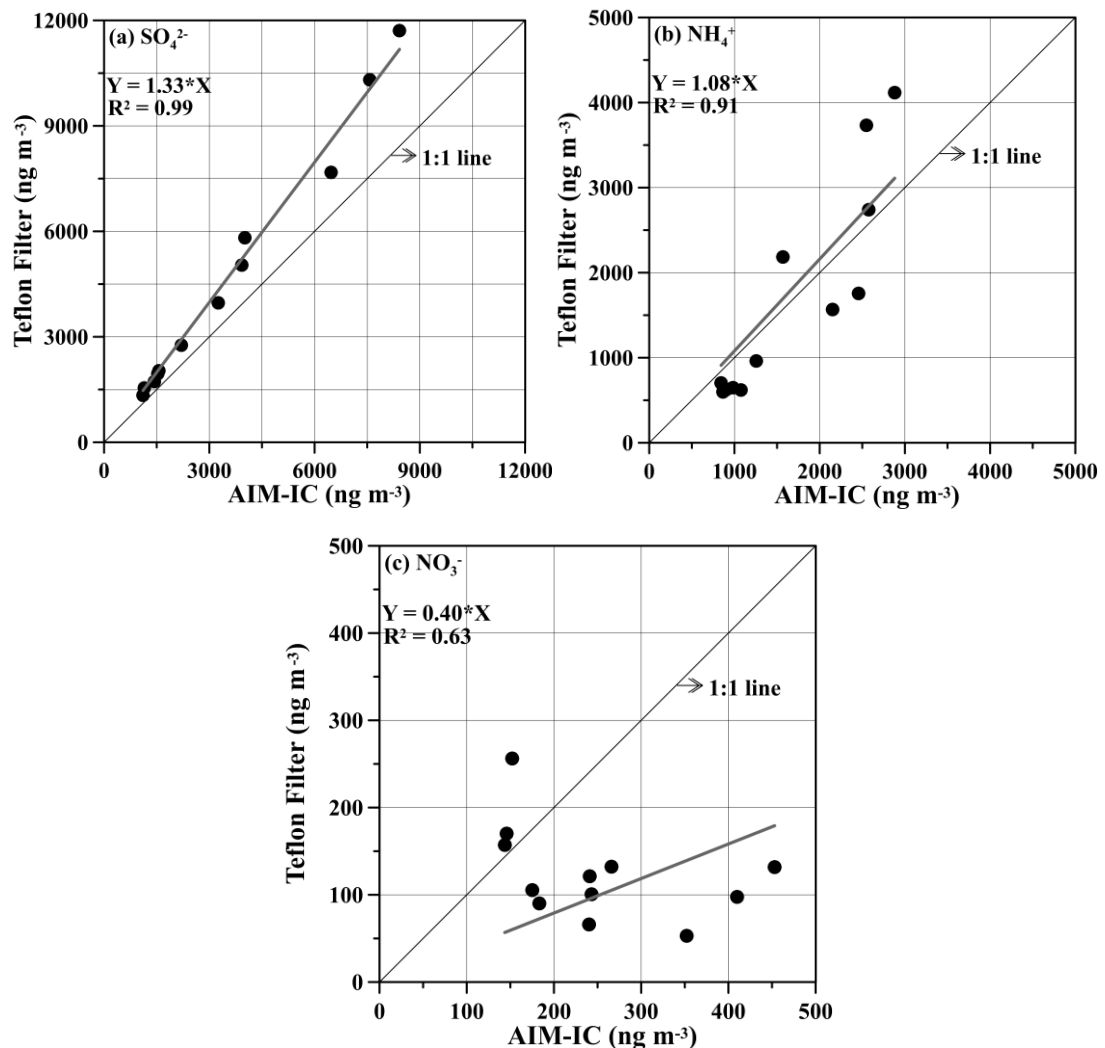 (a) SO₄²⁻
Y = 1.33*X
R² = 0.99
1:1 line
Teflon Filter (ng m⁻³)
12000
9000
6000
3000
0
0 3000 6000 9000 12000
AIM-IC (ng m⁻³)
(b) NH₄⁺
Y = 1.08*X
R² = 0.91
1:1 line
Teflon Filter (ng m⁻³)
5000
4000
3000
2000
1000
0
0 1000 2000 3000 4000 5000
AIM-IC (ng m⁻³)
(c) NO₃⁻
Y = 0.40*X
R² = 0.63
1:1 line
Teflon Filter (ng m⁻³)
500
400
300
200
100
0
0 100 200 300 400 500
AIM-IC (ng m⁻³)